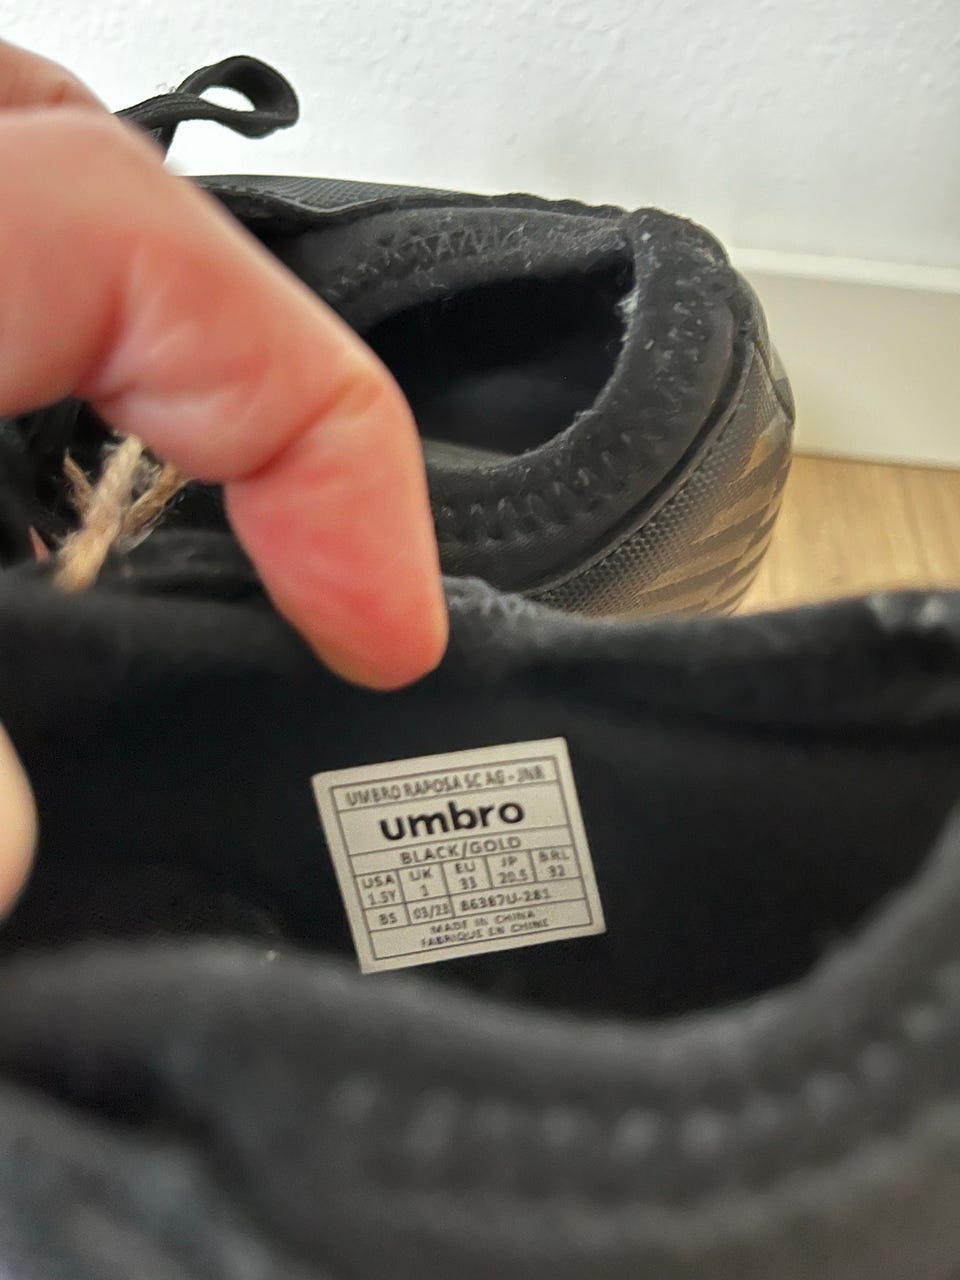 UMBRO RAPOSA SC AG - JNR
umbro
BLACK/GOLD
USA UK EU JP BRL
1.5Y 1 33 20.5 32
BS 03/23 86387U-281
MADE IN CHINA
FABRIQUE EN CHINE